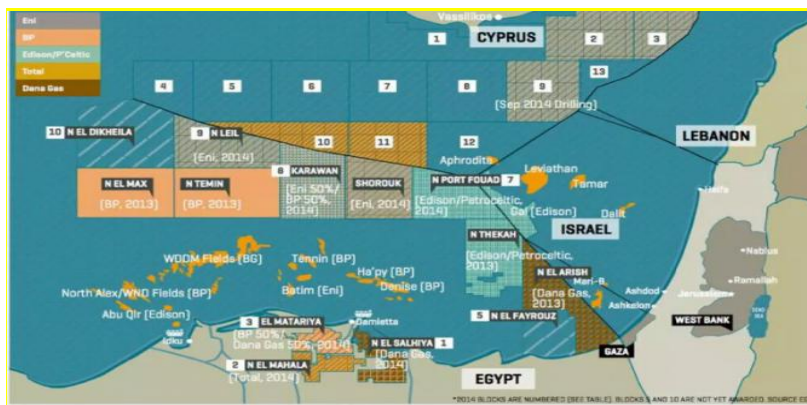 Eni
BP
Edison/P'Celtic
Total
Dana Gas
Vassilikos
CYPRUS
1
2
3
4
5
6
7
8
9
[Sep 2014 Drilling]
13
LEBANON
10 N EL DIKHEILA
9 N LEIL
[Eni, 2014]
10
11
12
Aphrodite
Leviathan
Tamar
Dalit
Haifa
N EL MAX
[BP, 2013]
N TEMIN
[BP, 2013]
KARAWAN
[Eni 50%/
BP 50%,
2014]
SHOROUK
[Eni, 2014]
N PORT FOUAD 7
[Edison/Petroceltic,
2014]
Gal [Edison]
ISRAEL
N THEKAH
[Edison/Petroceltic,
2013]
N EL ARISH
[Dana Gas,
2013]
Mari-B.
WDDM Fields [BG]
Tennin [BP]
Ha'py [BP]
North Alex/WND Fields [BP]
Batim [Eni]
Denise [BP]
Abu Qir [Edison]
Idku
Damietta
3 EL MATARIYA
[BP 50%/
Dana Gas 50%, 2014]
N EL SALHIYA 1
[Dana Gas,
2014]
2 N EL MAHALA
[Total, 2014]
5 N EL FAYROUZ
Ashdod
Ashkelon
Nablus
Ramallah
Jerusalem
WEST BANK
DEAD
SEA
GAZA
EGYPT
*2014 BLOCKS ARE NUMBERED [SEE TABLE]. BLOCKS 5 AND 10 ARE NOT YET AWARDED. SOURCE